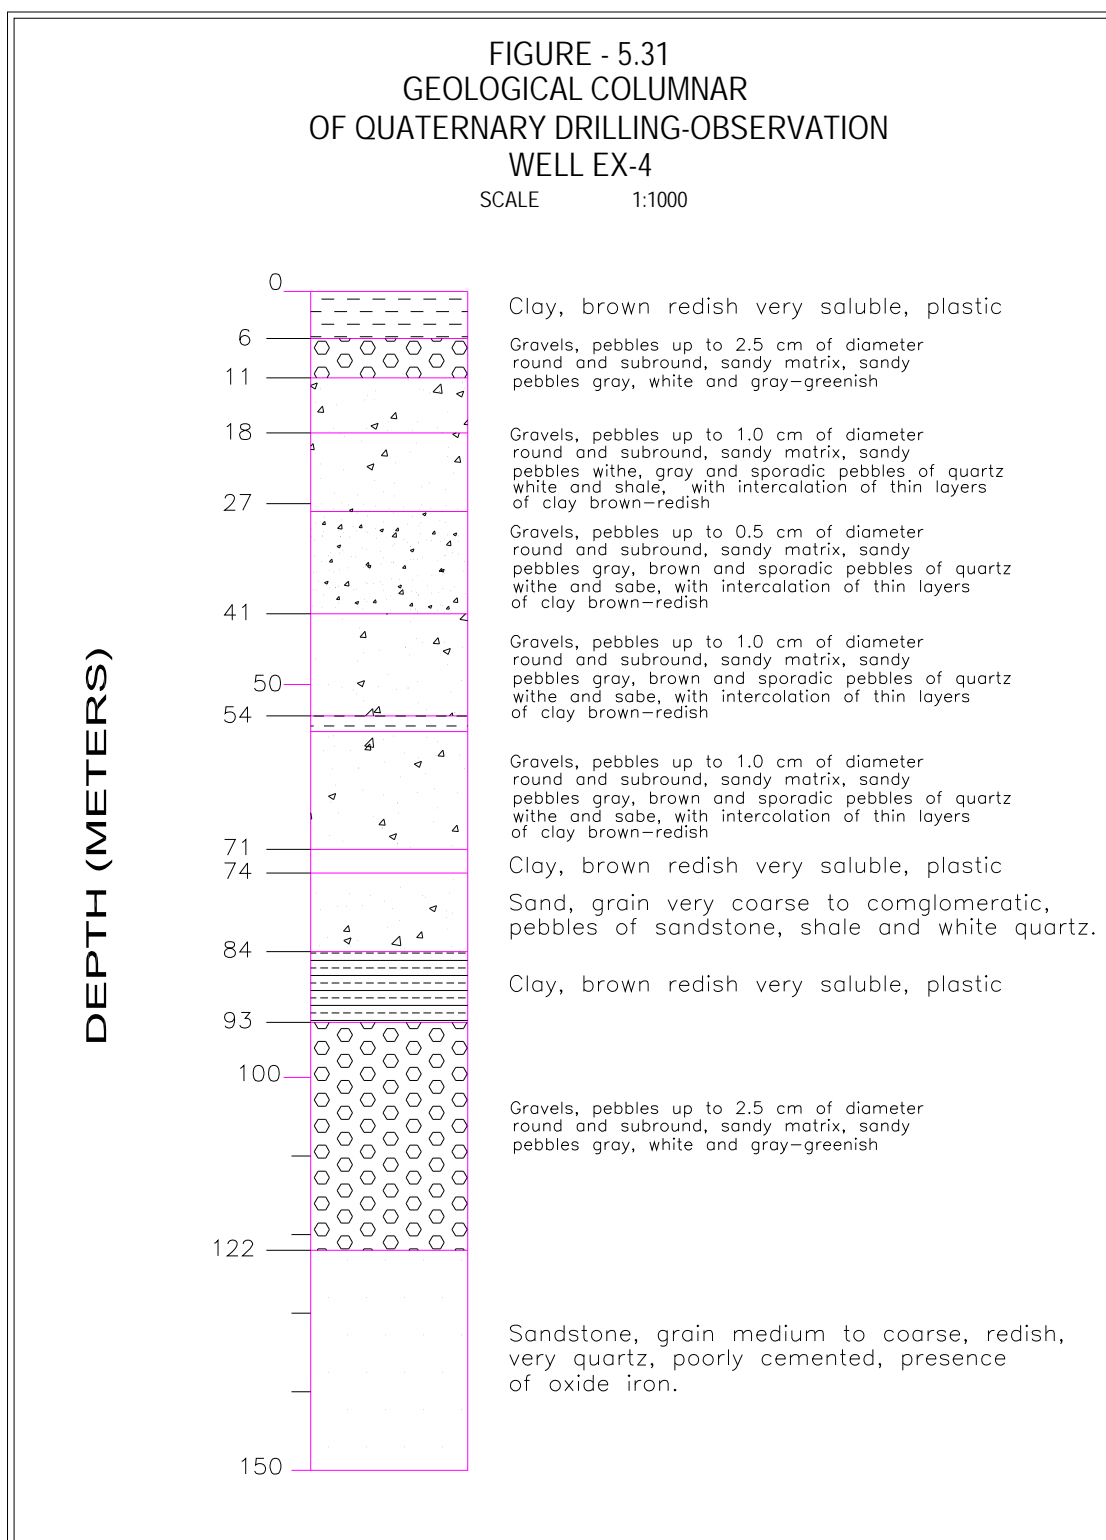 FIGURE - 5.31
GEOLOGICAL COLUMNAR
OF QUATERNARY DRILLING-OBSERVATION
WELL EX-4
SCALE 1:1000
DEPTH (METERS)
0
Clay, brown redish very saluble, plastic
6
Gravels, pebbles up to 2.5 cm of diameter
round and subround, sandy matrix, sandy
pebbles gray, white and gray-greenish
11
18
Gravels, pebbles up to 1.0 cm of diameter
round and subround, sandy matrix, sandy
pebbles withe, gray and sporadic pebbles of quartz
white and shale, with intercalation of thin layers
of clay brown-redish
27
Gravels, pebbles up to 0.5 cm of diameter
round and subround, sandy matrix, sandy
pebbles gray, brown and sporadic pebbles of quartz
withe and sabe, with intercalation of thin layers
of clay brown-redish
41
Gravels, pebbles up to 1.0 cm of diameter
round and subround, sandy matrix, sandy
pebbles gray, brown and sporadic pebbles of quartz
withe and sabe, with intercolation of thin layers
of clay brown-redish
50
54
Gravels, pebbles up to 1.0 cm of diameter
round and subround, sandy matrix, sandy
pebbles gray, brown and sporadic pebbles of quartz
withe and sabe, with intercolation of thin layers
of clay brown-redish
71
Clay, brown redish very saluble, plastic
74
Sand, grain very coarse to comglomeratic,
pebbles of sandstone, shale and white quartz.
84
Clay, brown redish very saluble, plastic
93
100
Gravels, pebbles up to 2.5 cm of diameter
round and subround, sandy matrix, sandy
pebbles gray, white and gray-greenish
122
Sandstone, grain medium to coarse, redish,
very quartz, poorly cemented, presence
of oxide iron.
150